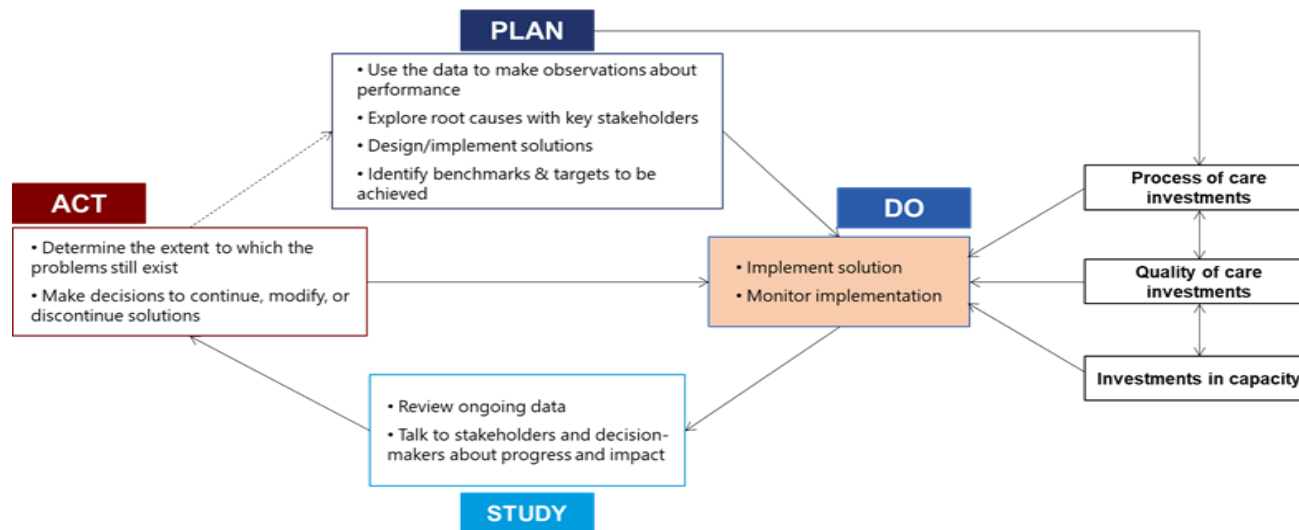 PLAN
• Use the data to make observations about
performance
• Explore root causes with key stakeholders
• Design/implement solutions
• Identify benchmarks & targets to be
achieved
ACT
• Determine the extent to which the
problems still exist
• Make decisions to continue, modify, or
discontinue solutions
DO
• Implement solution
• Monitor implementation
Process of care
investments
Quality of care
investments
Investments in capacity
• Review ongoing data
• Talk to stakeholders and decision-
makers about progress and impact
STUDY